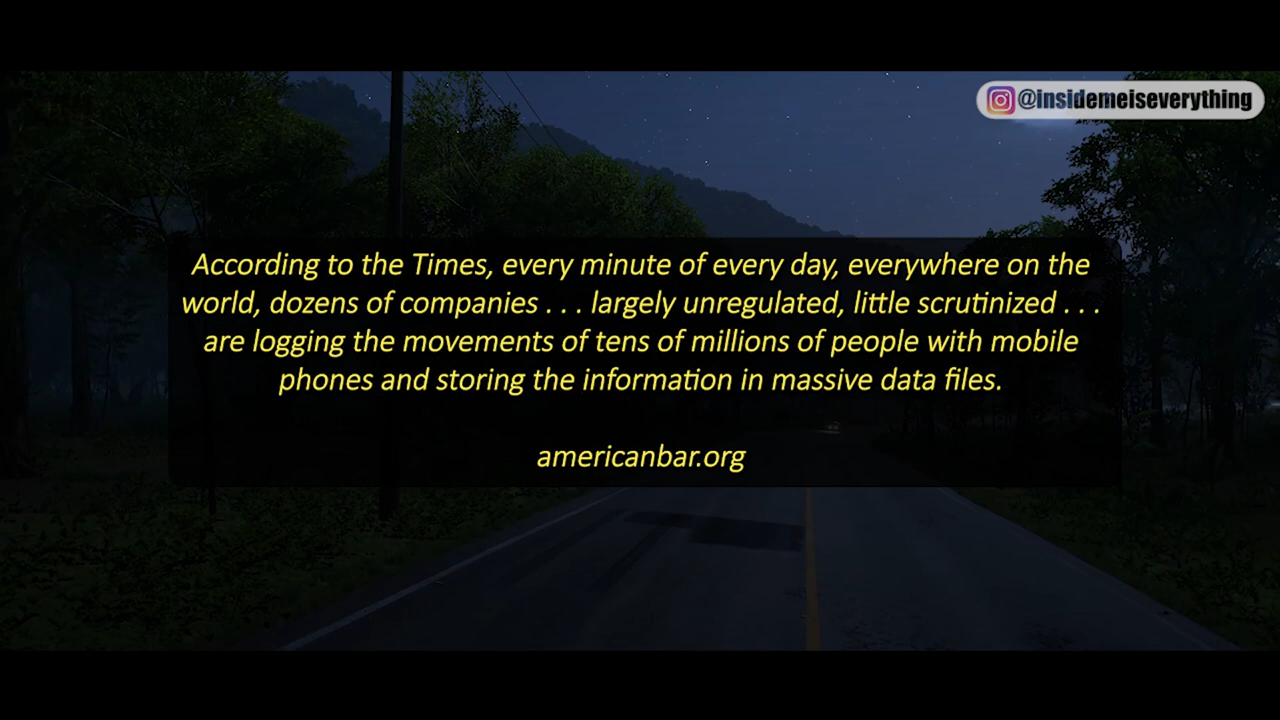 @insidemeiseverything
According to the Times, every minute of every day, everywhere on the
world, dozens of companies . . . largely unregulated, little scrutinized . . .
are logging the movements of tens of millions of people with mobile
phones and storing the information in massive data files.
americanbar.org